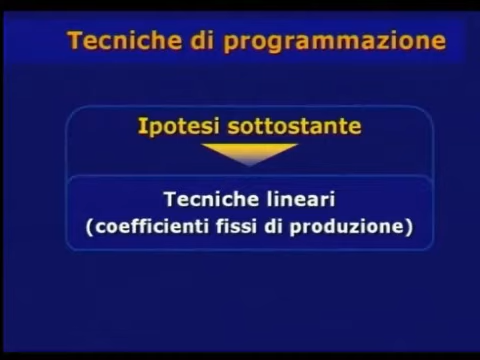 Tecniche di programmazione
Ipotesi sottostante
Tecniche lineari
(coefficienti fissi di produzione)